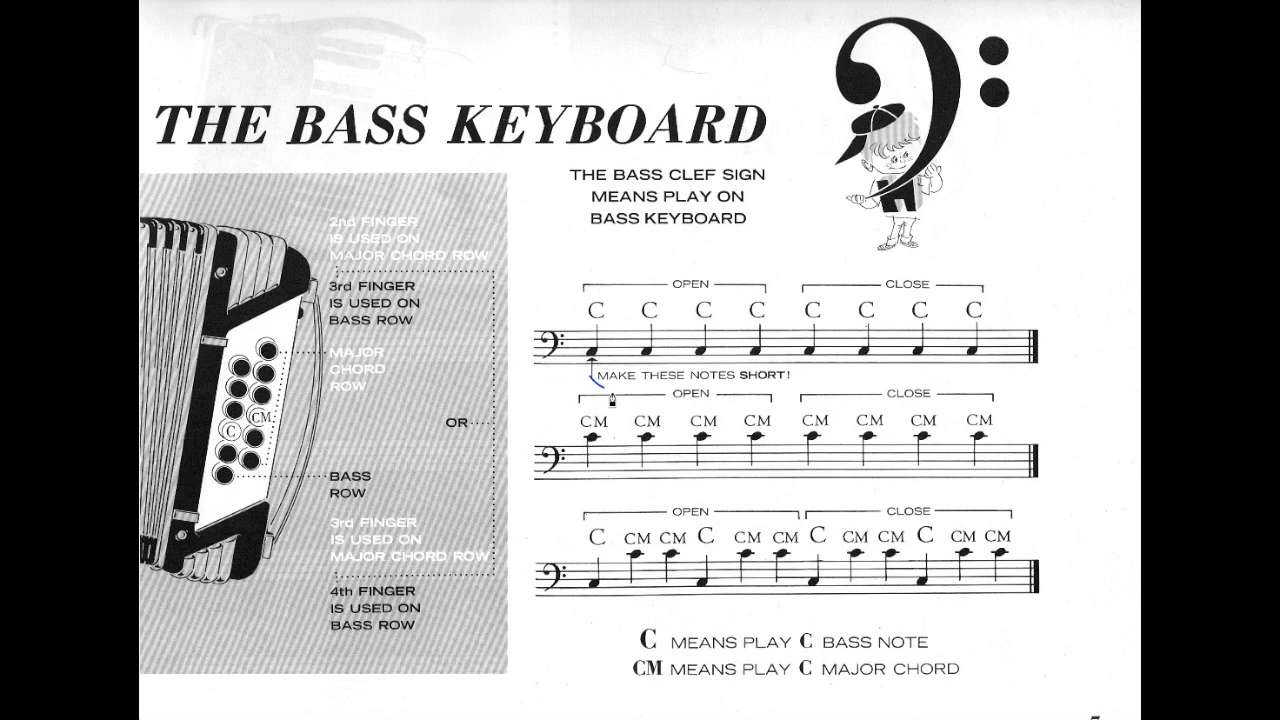 THE BASS KEYBOARD
THE BASS CLEF SIGN
MEANS PLAY ON
BASS KEYBOARD
2nd FINGER
IS USED ON
MAJOR CHORD ROW
3rd FINGER
IS USED ON
BASS ROW
MAJOR
CHORD
ROW
CM
C
OR
BASS
ROW
3rd FINGER
IS USED ON
MAJOR CHORD ROW
4th FINGER
IS USED ON
BASS ROW
OPEN CLOSE
C C C C C C C C
MAKE THESE NOTES SHORT!
OPEN CLOSE
CM CM CM CM CM CM CM CM
OPEN CLOSE
C CM CM C CM CM C CM CM C CM CM
C MEANS PLAY C BASS NOTE
CM MEANS PLAY C MAJOR CHORD